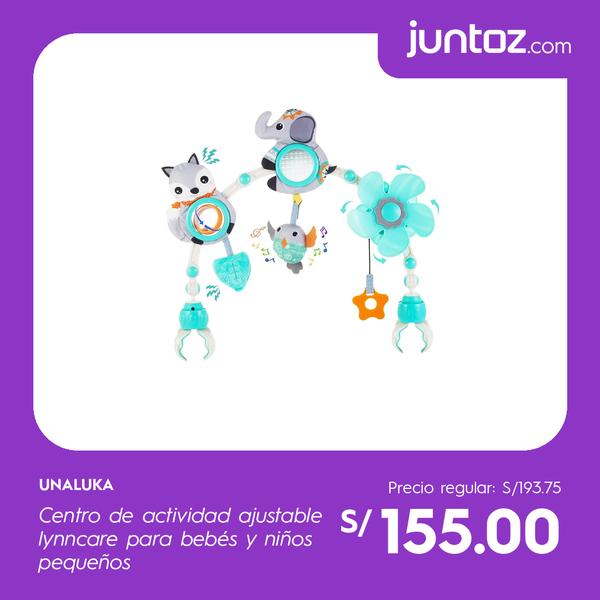 juntoz.com
UNALUKA
Centro de actividad ajustable
lynncare para bebés y niños
pequeños
Precio regular: S/193.75
S/155.00